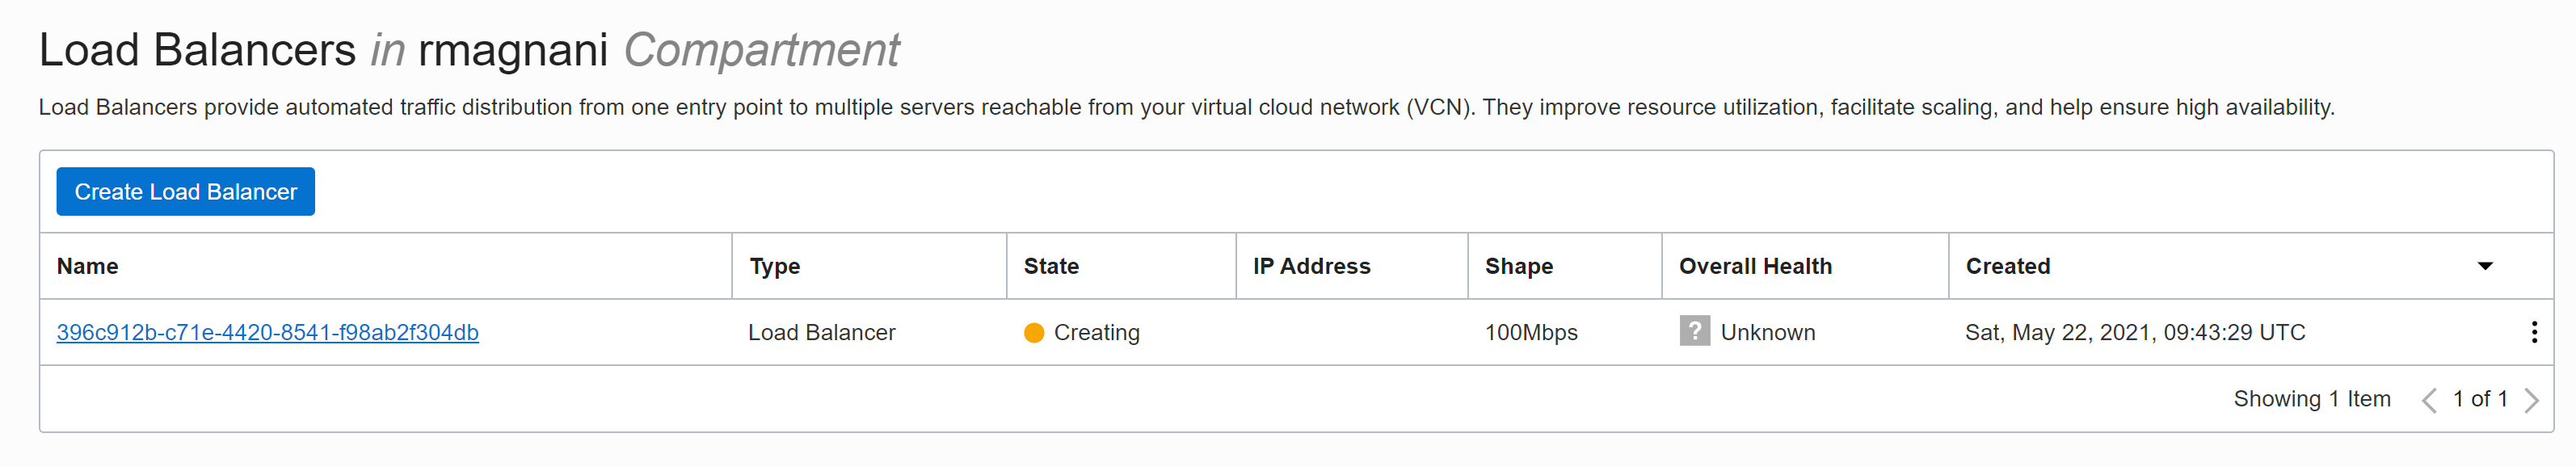 Load Balancers in rmagnani Compartment
Load Balancers provide automated traffic distribution from one entry point to multiple servers reachable from your virtual cloud network (VCN). They improve resource utilization, facilitate scaling, and help ensure high availability.
Create Load Balancer
Name Type State IP Address Shape Overall Health Created
396c912b-c71e-4420-8541-f98ab2f304db Load Balancer Creating 100Mbps ? Unknown Sat, May 22, 2021, 09:43:29 UTC
Showing 1 Item 1 of 1